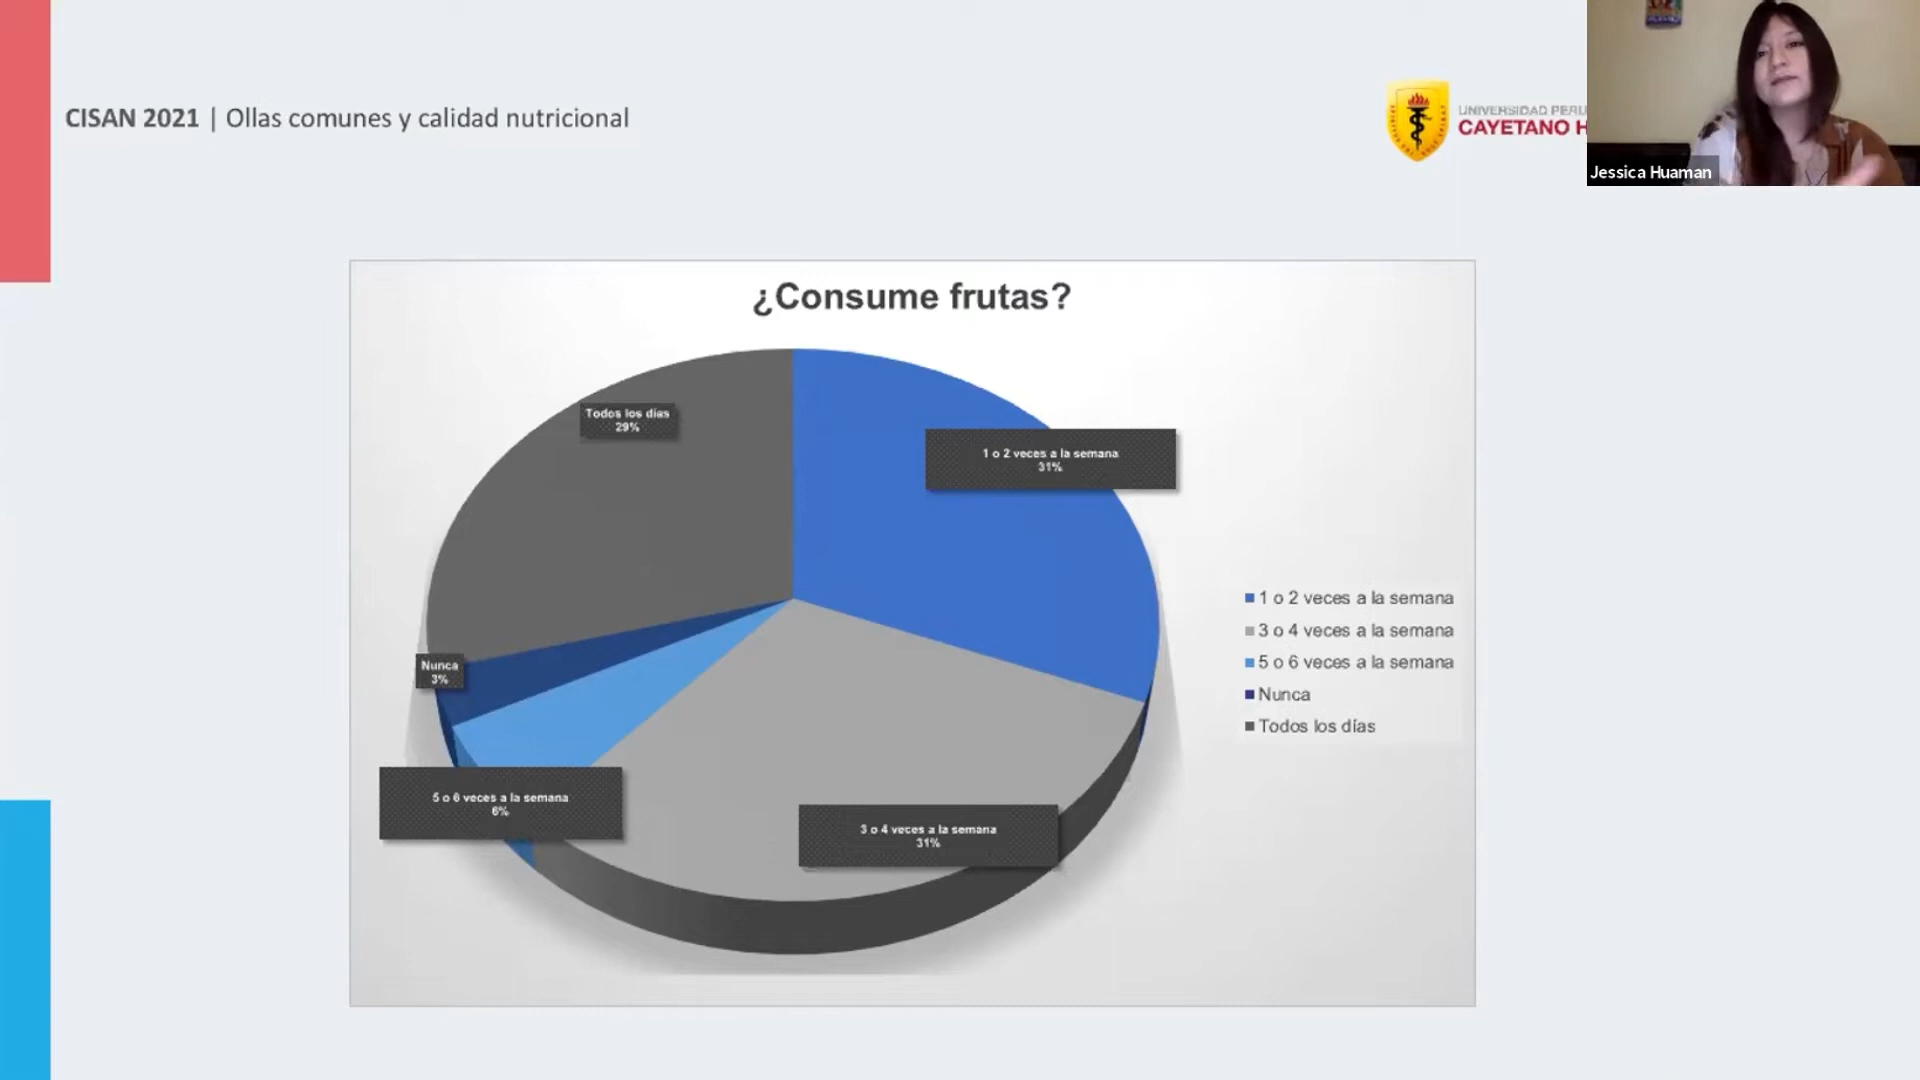 CISAN 2021 | Ollas comunes y calidad nutricional
UNIVERSIDAD PERU
CAYETANO H
Jessica Huaman
¿Consume frutas?
Todos los días
29%
1 o 2 veces a la semana
31%
Nunca
3%
5 o 6 veces a la semana
6%
3 o 4 veces a la semana
31%
1 o 2 veces a la semana
3 o 4 veces a la semana
5 o 6 veces a la semana
Nunca
Todos los días